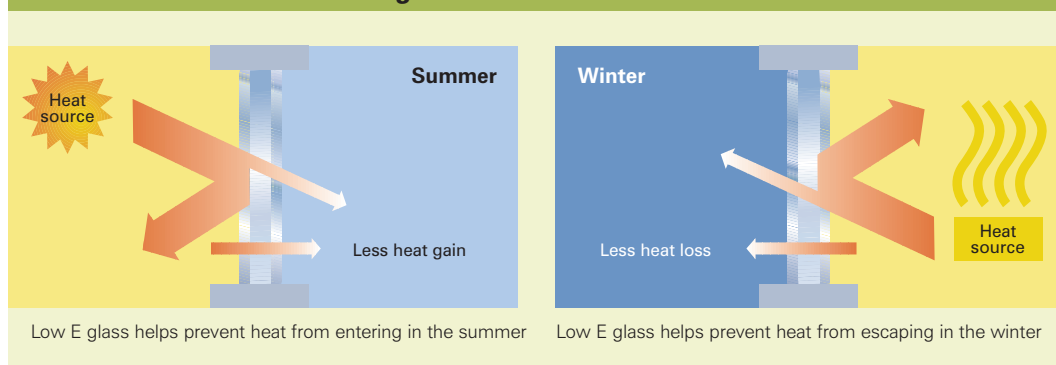 Heat
source
Summer
Less heat gain
Low E glass helps prevent heat from entering in the summer
Winter
Less heat loss
Heat
source
Low E glass helps prevent heat from escaping in the winter